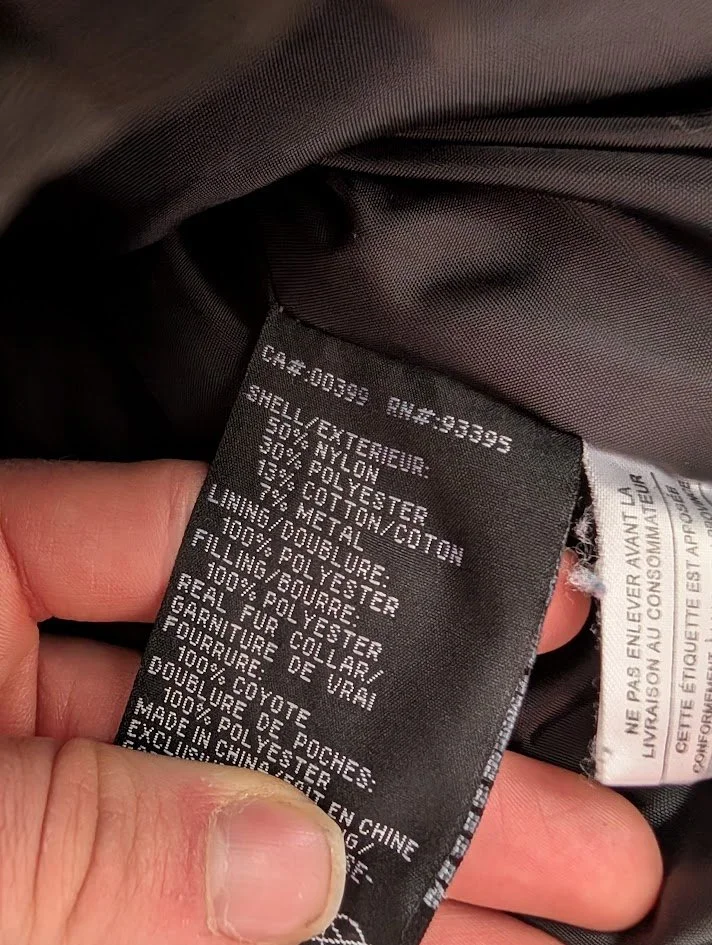 CA#:00399 RN#:93395
SHELL/EXTERIEUR:
50% NYLON
30% POLYESTER
13% COTTON/COTON
7% METAL
LINING/DOUBLURE:
100% POLYESTER
FILLING/BOURRE:
100% POLYESTER
REAL FUR COLLAR/
GARNITURE DE VRAI
FOURRURE:
100% COYOTE
DOUBLURE DE POCHES:
100% POLYESTER
MADE IN CHINA/FAIT EN CHINE
NE PAS ENLEVER AVANT LA
LIVRAISON AU CONSOMMATEUR
CETTE ÉTIQUETTE EST APPOSÉE
CONFORMÉMENT